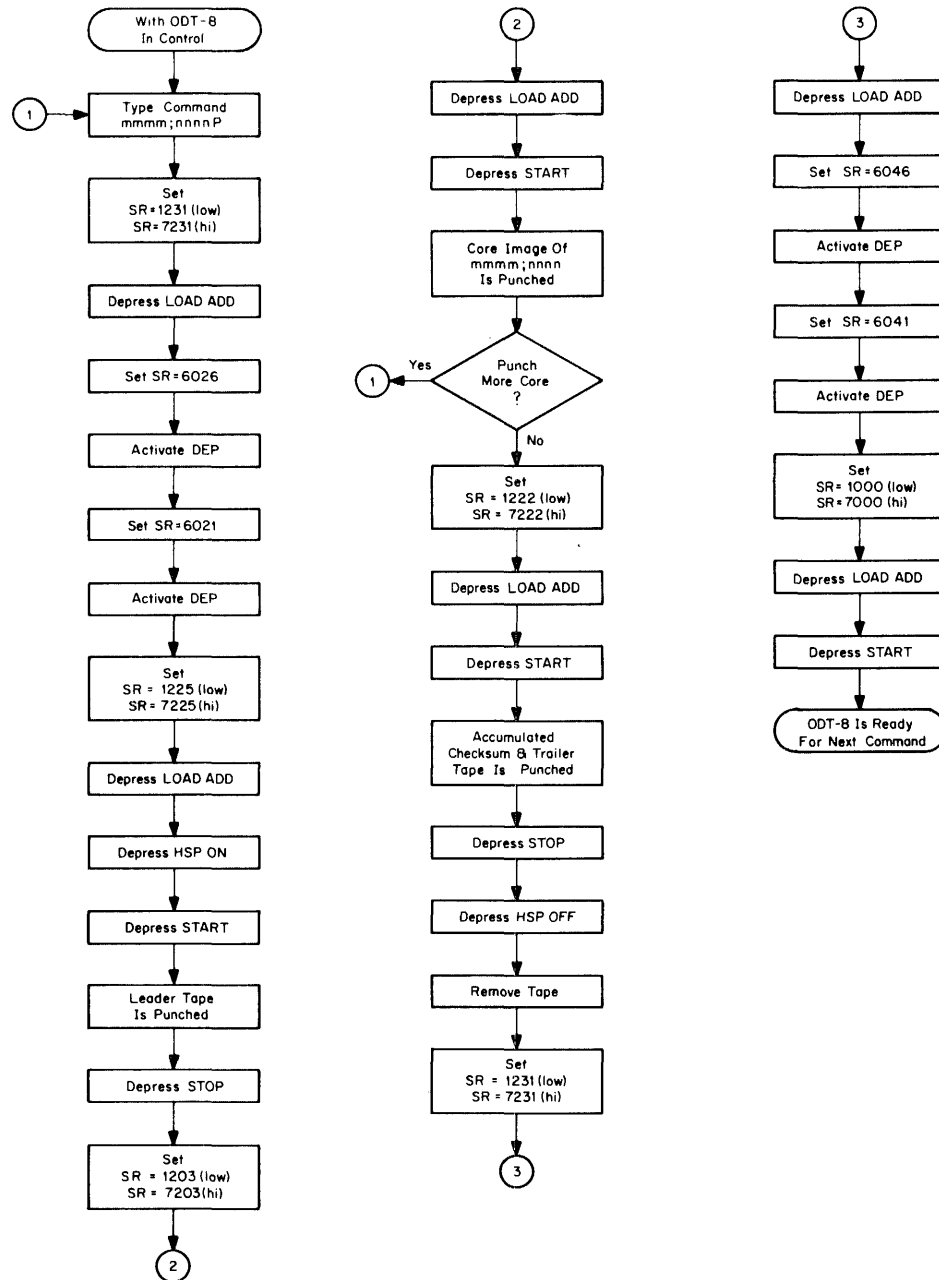 With ODT-8
In Control
1
Type Command
mmmm;nnnnP
Set
SR=1231 (low)
SR=7231 (hi)
Depress LOAD ADD
Set SR=6026
Activate DEP
Set SR=6021
Activate DEP
Set
SR = 1225 (low)
SR = 7225 (hi)
Depress LOAD ADD
Depress HSP ON
Depress START
Leader Tape
Is Punched
Depress STOP
Set
SR = 1203 (low)
SR = 7203 (hi)
2
2
Depress LOAD ADD
Depress START
Core Image Of
mmmm;nnnn
Is Punched
Punch
More Core
?
Yes
1
No
Set
SR = 1222 (low)
SR = 7222 (hi)
Depress LOAD ADD
Depress START
Accumulated
Checksum & Trailer
Tape Is Punched
Depress STOP
Depress HSP OFF
Remove Tape
Set
SR = 1231 (low)
SR = 7231 (hi)
3
3
Depress LOAD ADD
Set SR=6046
Activate DEP
Set SR=6041
Activate DEP
Set
SR= 1000 (low)
SR=7000 (hi)
Depress LOAD ADD
Depress START
ODT-8 Is Ready
For Next Command